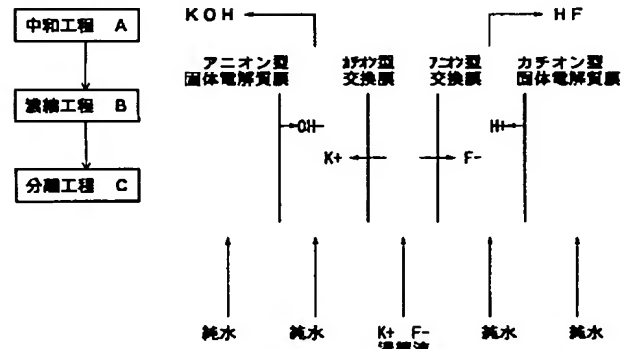 中和工程 A
濃縮工程 B
分離工程 C
KOH
HF
アニオン型
固体電解質膜
カチオン型
交換膜
アニオン型
交換膜
カチオン型
固体電解質膜
OH-
H+
K+
F-
純水
純水
K+ F-
濃縮液
純水
純水